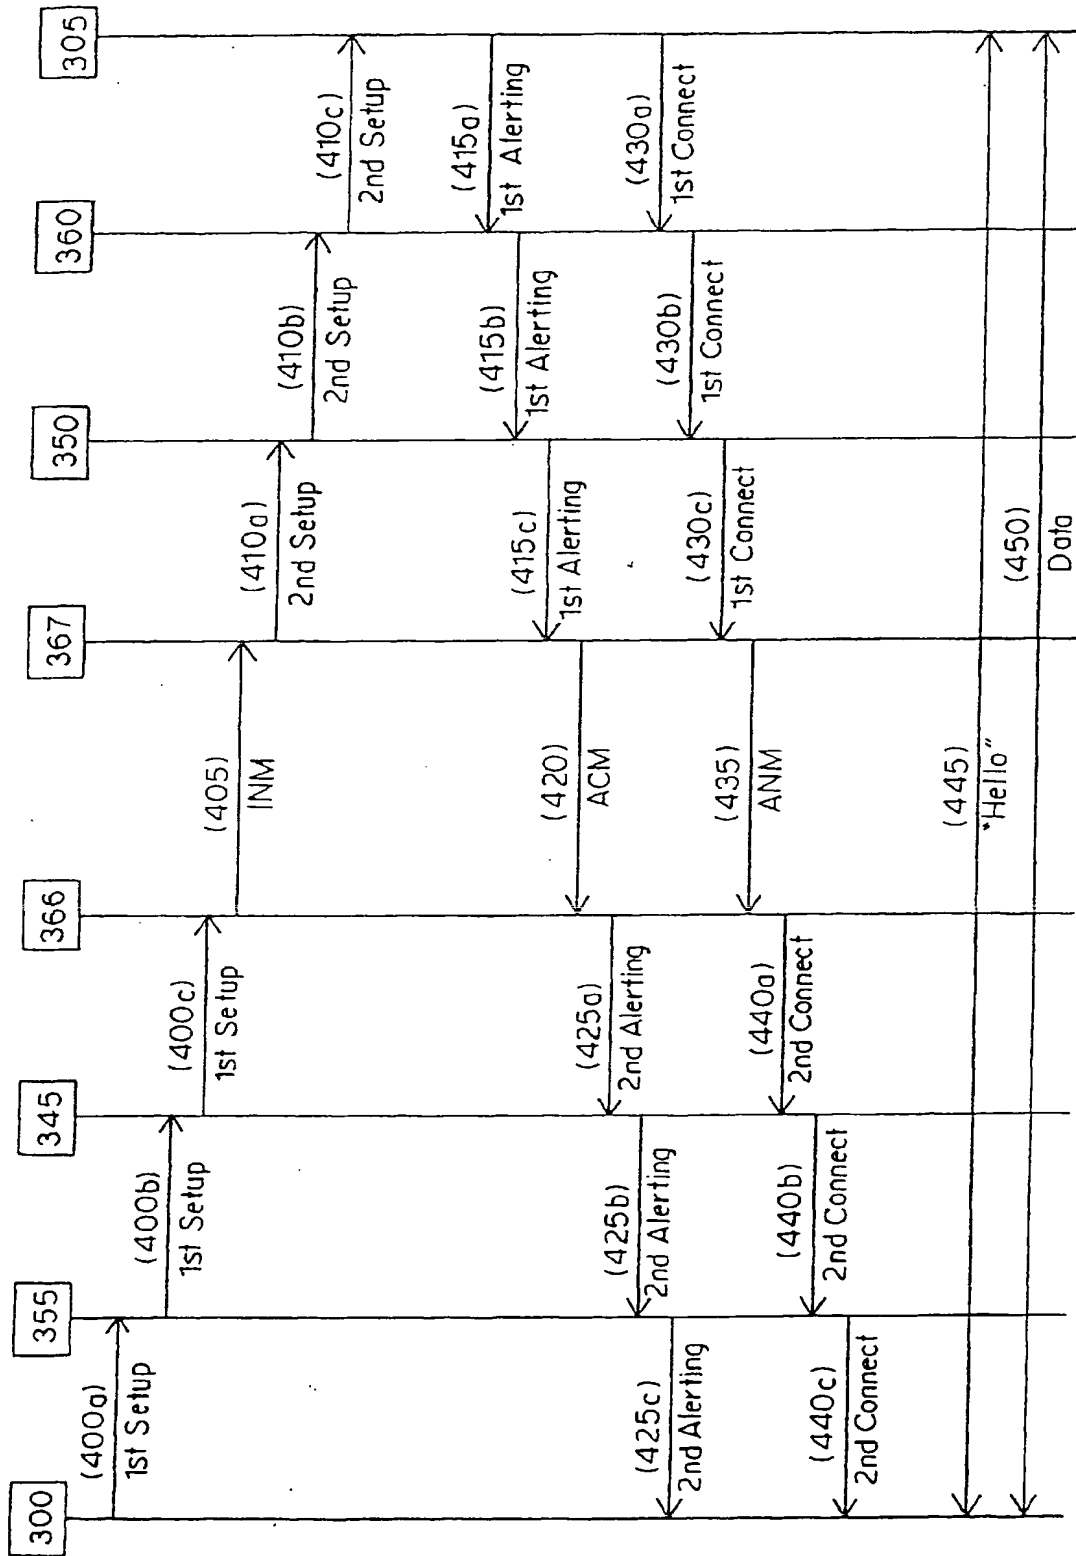 300
355
345
366
367
350
360
305
(400a)
1st Setup
(400b)
1st Setup
(400c)
1st Setup
(405)
INM
(410a)
2nd Setup
(410b)
2nd Setup
(410c)
2nd Setup
(415a)
1st Alerting
(415b)
1st Alerting
(415c)
1st Alerting
(420)
ACM
(425a)
2nd Alerting
(425b)
2nd Alerting
(425c)
2nd Alerting
(430a)
1st Connect
(430b)
1st Connect
(430c)
1st Connect
(435)
ANM
(440a)
2nd Connect
(440b)
2nd Connect
(440c)
2nd Connect
(445)
"Hello"
(450)
Data